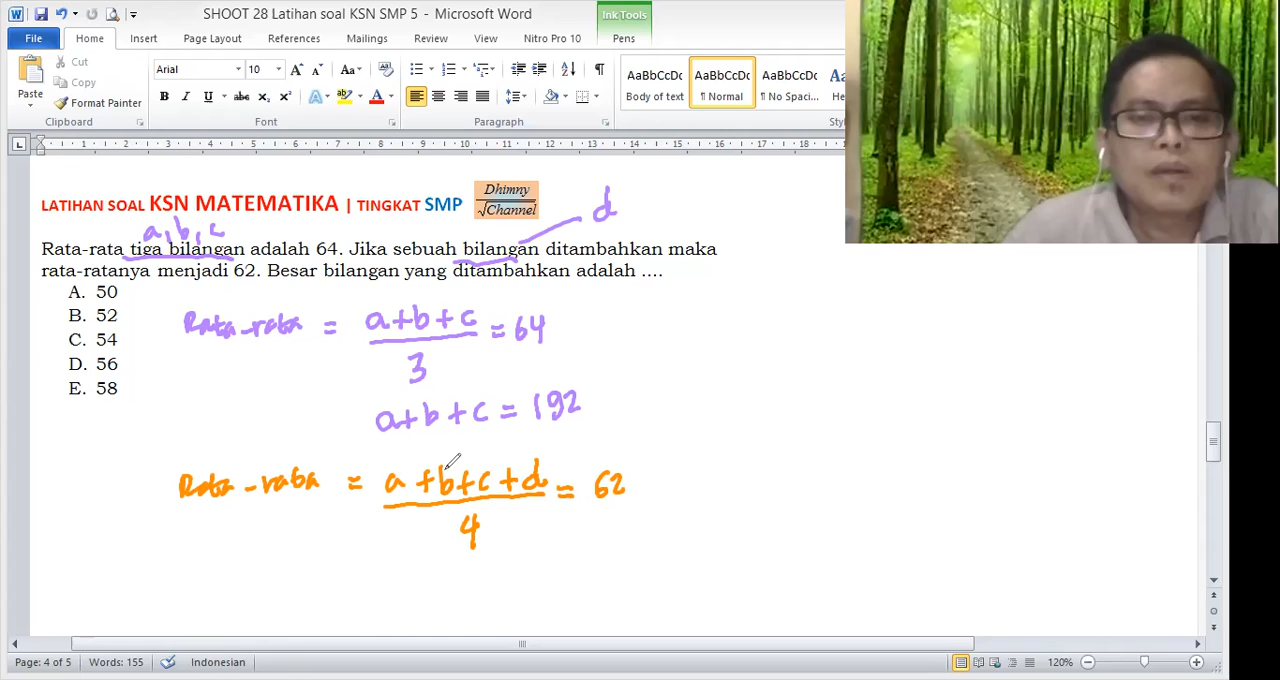 SHOOT 28 Latihan soal KSN SMP 5 - Microsoft Word
Ink Tools
File Home Insert Page Layout References Mailings Review View Nitro Pro 10 Pens
Paste Cut Copy Format Painter
Clipboard
Arial 10
Font
Paragraph
AaBbCcDc Body of text AaBbCcDc ¶ Normal AaBbCcDc ¶ No Spaci...
LATIHAN SOAL KSN MATEMATIKA | TINGKAT SMP
Dhimny
√Channel
a, b, c
d
Rata-rata tiga bilangan adalah 64. Jika sebuah bilangan ditambahkan maka
rata-ratanya menjadi 62. Besar bilangan yang ditambahkan adalah ....
A. 50
B. 52
C. 54
D. 56
E. 58
Rata-rata = a+b+c = 64
3
a+b+c = 192
Rata-rata = a+b+c+d = 62
4
Page: 4 of 5 Words: 155 Indonesian 120%